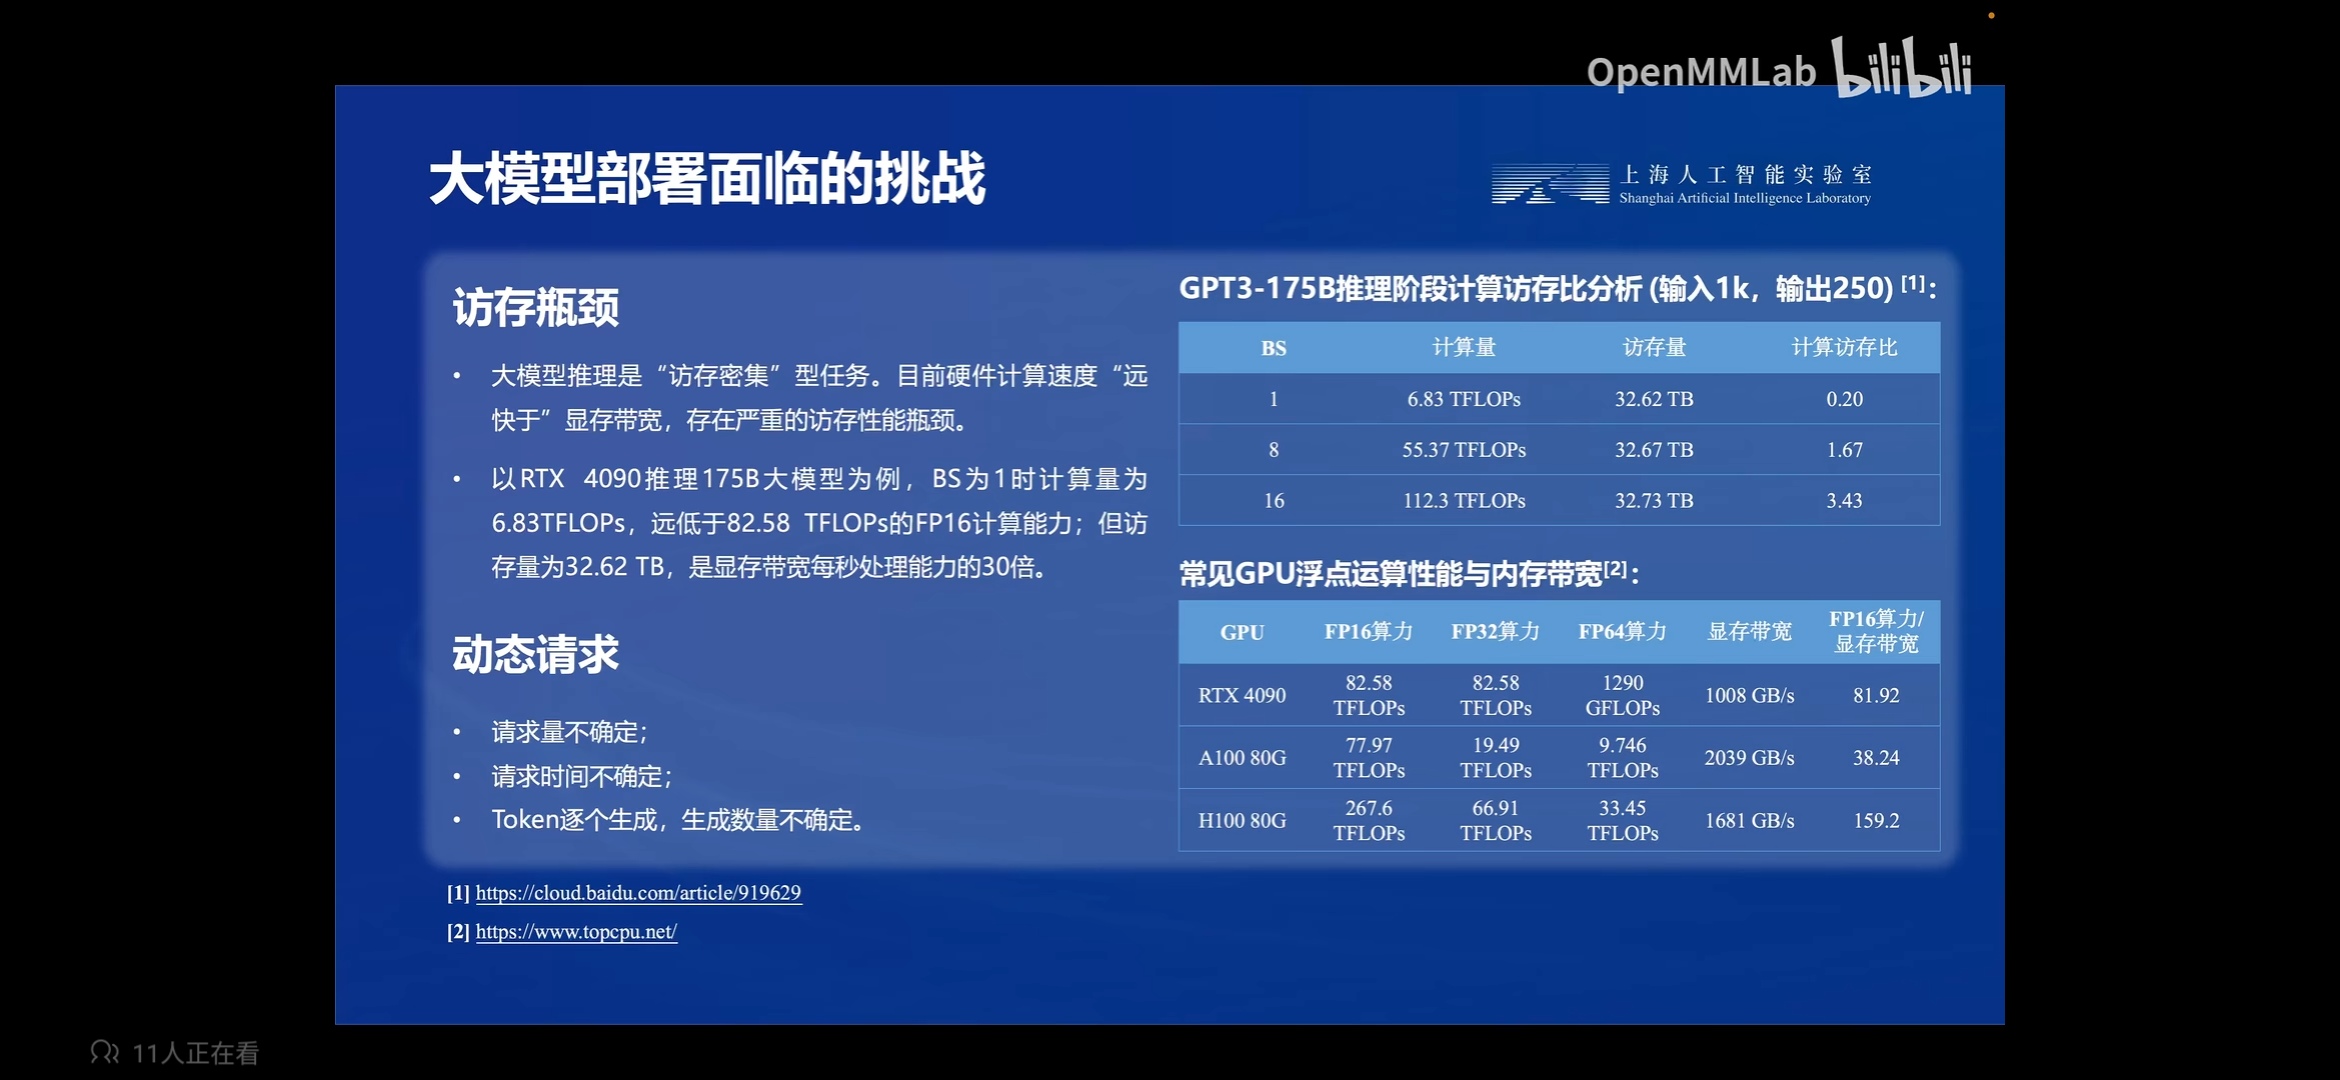 OpenMMLab bilibili
大模型部署面临的挑战
上海人工智能实验室
Shanghai Artificial Intelligence Laboratory
访存瓶颈
• 大模型推理是“访存密集”型任务。目前硬件计算速度“远
快于”显存带宽，存在严重的访存性能瓶颈。
• 以RTX 4090推理175B大模型为例，BS为1时计算量为
6.83TFLOPs，远低于82.58 TFLOPs的FP16计算能力；但访
存量为32.62 TB，是显存带宽每秒处理能力的30倍。
动态请求
• 请求量不确定；
• 请求时间不确定；
• Token逐个生成，生成数量不确定。
GPT3-175B推理阶段计算访存比分析 (输入1k，输出250) [1]：
BS 计算量 访存量 计算访存比
1 6.83 TFLOPs 32.62 TB 0.20
8 55.37 TFLOPs 32.67 TB 1.67
16 112.3 TFLOPs 32.73 TB 3.43
常见GPU浮点运算性能与内存带宽[2]：
GPU FP16算力 FP32算力 FP64算力 显存带宽 FP16算力/
显存带宽
RTX 4090 82.58 TFLOPs 82.58 TFLOPs 1290 GFLOPs 1008 GB/s 81.92
A100 80G 77.97 TFLOPs 19.49 TFLOPs 9.746 TFLOPs 2039 GB/s 38.24
H100 80G 267.6 TFLOPs 66.91 TFLOPs 33.45 TFLOPs 1681 GB/s 159.2
[1] https://cloud.baidu.com/article/919629
[2] https://www.topcpu.net/
11人正在看